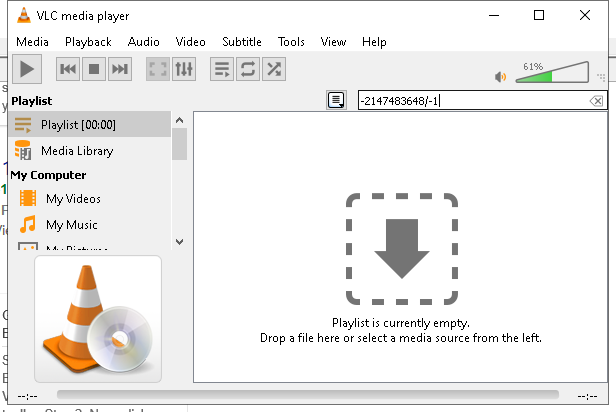 VLC media player
Media Playback Audio Video Subtitle Tools View Help
61%
Playlist
-2147483648/-1
Playlist [00:00]
Media Library
My Computer
My Videos
My Music
My Pictures
Playlist is currently empty.
Drop a file here or select a media source from the left.
--:-- --:--